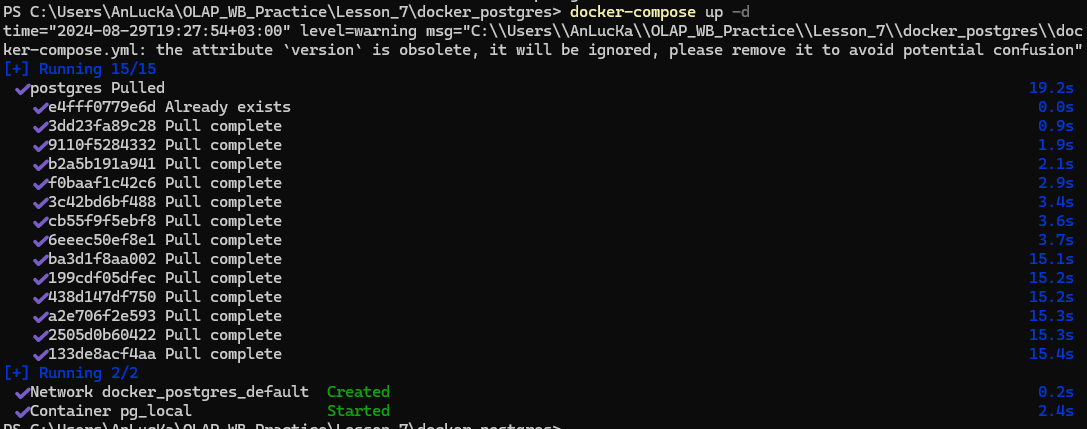 PS C:\Users\AnLucKa\OLAP_WB_Practice\Lesson_7\docker_postgres> docker-compose up -d
time="2024-08-29T19:27:54+03:00" level=warning msg="C:\\Users\\AnLucKa\\OLAP_WB_Practice\\Lesson_7\\docker_postgres\\doc
ker-compose.yml: the attribute `version` is obsolete, it will be ignored, please remove it to avoid potential confusion"
[+] Running 15/15
✔postgres Pulled 19.2s
✔e4fff0779e6d Already exists 0.0s
✔3dd23fa89c28 Pull complete 0.9s
✔9110f5284332 Pull complete 1.9s
✔b2a5b191a941 Pull complete 2.1s
✔f0baaf1c42c6 Pull complete 2.9s
✔3c42bd6bf488 Pull complete 3.4s
✔cb55f9f5ebf8 Pull complete 3.6s
✔6eeec50ef8e1 Pull complete 3.7s
✔ba3d1f8aa002 Pull complete 15.1s
✔199cdf05dfec Pull complete 15.2s
✔438d147df750 Pull complete 15.2s
✔a2e706f2e593 Pull complete 15.3s
✔2505d0b60422 Pull complete 15.3s
✔133de8acf4aa Pull complete 15.4s
[+] Running 2/2
✔Network docker_postgres_default Created 0.2s
✔Container pg_local Started 2.4s
PS C:\Users\AnLucKa\OLAP_WB_Practice\Lesson_7\docker_postgres>